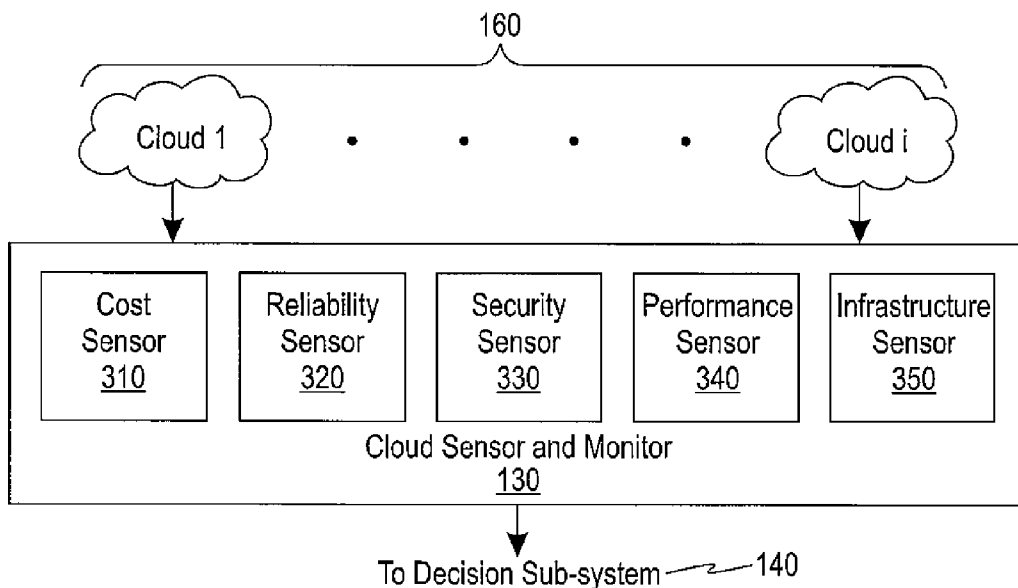 160
Cloud 1
Cloud i
Cost
Sensor
310
Reliability
Sensor
320
Security
Sensor
330
Performance
Sensor
340
Infrastructure
Sensor
350
Cloud Sensor and Monitor
130
To Decision Sub-system 140